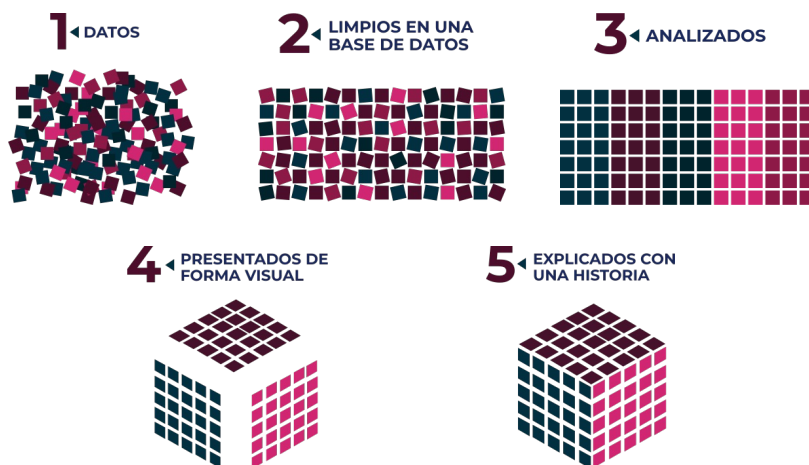 1 DATOS
2 LIMPIOS EN UNA
BASE DE DATOS
3 ANALIZADOS
4 PRESENTADOS DE
FORMA VISUAL
5 EXPLICADOS CON
UNA HISTORIA